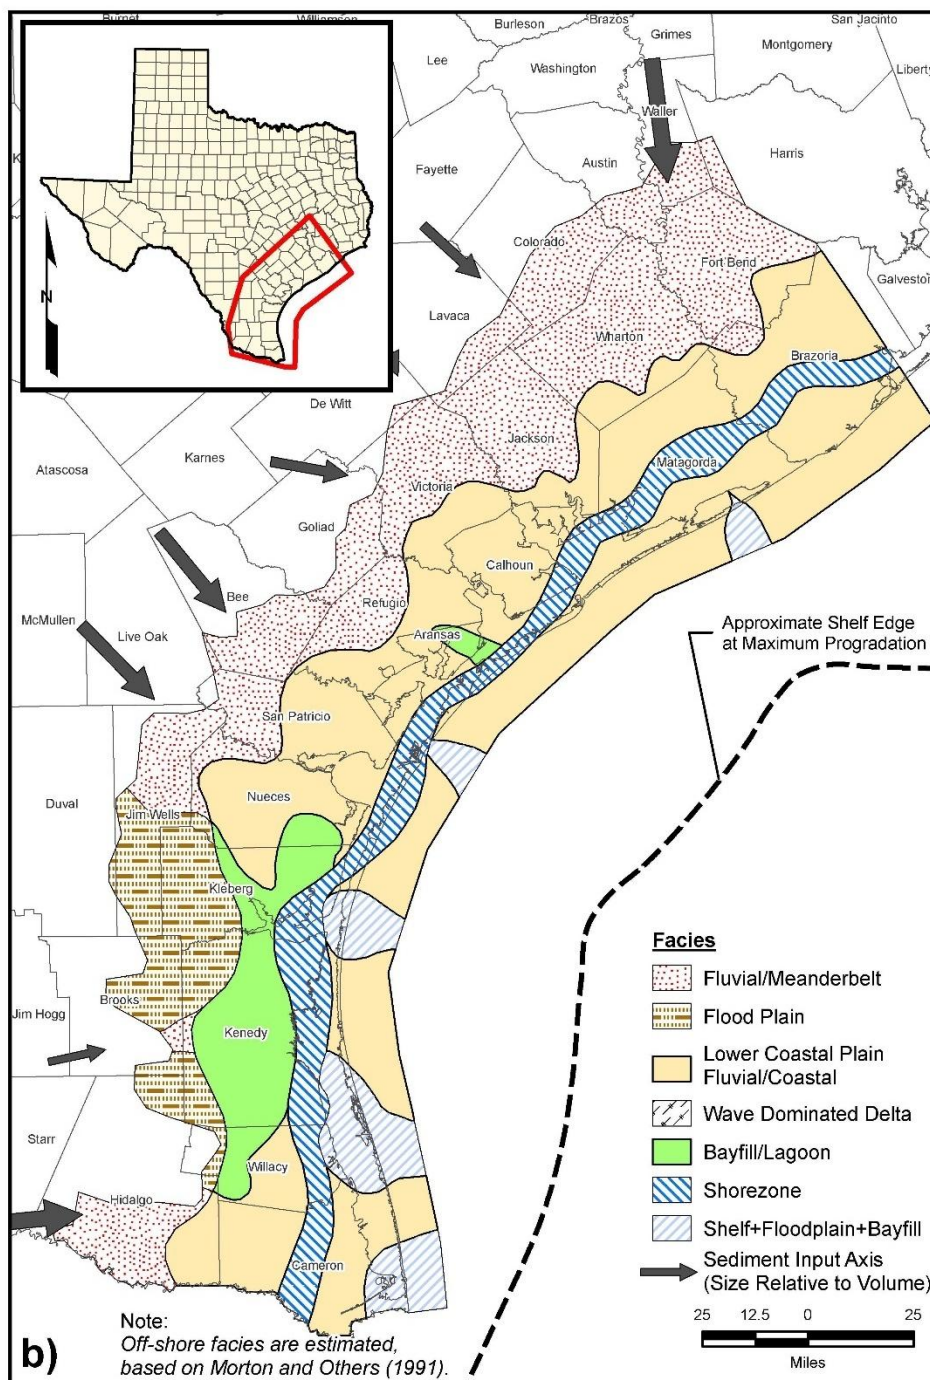 Burnet
Williamson
Burleson
Brazos
San Jacinto
Grimes
Lee
Montgomery
Washington
Liberty
Waller
Austin
Harris
Fayette
Colorado
Fort Bend
Galveston
Lavaca
N
Wharton
Brazoria
De Witt
Jackson
Matagorda
Karnes
Atascosa
Victoria
Goliad
Calhoun
Bee
Refugio
McMullen
Live Oak
Aransas
Approximate Shelf Edge
at Maximum Progradation
San Patricio
Nueces
Duval
Jim Wells
Kleberg
Facies
Fluvial/Meanderbelt
Brooks
Jim Hogg
Flood Plain
Kenedy
Lower Coastal Plain
Fluvial/Coastal
Wave Dominated Delta
Starr
Bayfill/Lagoon
Willacy
Shorezone
Hidalgo
Shelf+Floodplain+Bayfill
Cameron
Sediment Input Axis
(Size Relative to Volume)
Note:
Off-shore facies are estimated,
based on Morton and Others (1991).
25 12.5 0 25
Miles
b)